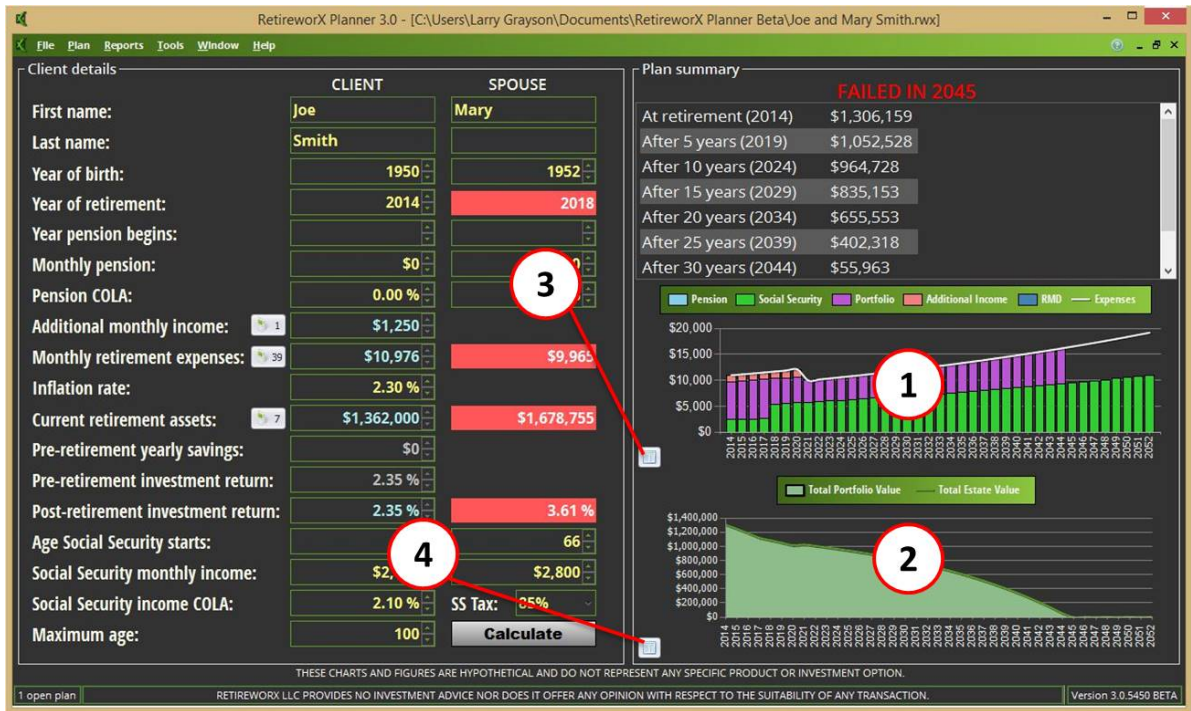 RetireworX Planner 3.0 - [C:\Users\Larry Grayson\Documents\RetireworX Planner Beta\Joe and Mary Smith.rwx]
File Plan Reports Tools Window Help
Client details
CLIENT SPOUSE
First name: Joe Mary
Last name: Smith
Year of birth: 1950 1952
Year of retirement: 2014 2018
Year pension begins:
Monthly pension: $0 0
Pension COLA: 0.00 %
Additional monthly income: 1 $1,250
Monthly retirement expenses: 39 $10,976 $9,965
Inflation rate: 2.30 %
Current retirement assets: 7 $1,362,000 $1,678,755
Pre-retirement yearly savings: $0
Pre-retirement investment return: 2.35 %
Post-retirement investment return: 2.35 % 3.61 %
Age Social Security starts: 66
Social Security monthly income: $2, $2,800
Social Security income COLA: 2.10 % SS Tax: 85%
Maximum age: 100 Calculate
3
4
Plan summary
FAILED IN 2045
At retirement (2014) $1,306,159
After 5 years (2019) $1,052,528
After 10 years (2024) $964,728
After 15 years (2029) $835,153
After 20 years (2034) $655,553
After 25 years (2039) $402,318
After 30 years (2044) $55,963
Pension Social Security Portfolio Additional Income RMD Expenses
$20,000
$15,000
$10,000
$5,000
$0
1
2014 2015 2016 2017 2018 2019 2020 2021 2022 2023 2024 2025 2026 2027 2028 2029 2030 2031 2032 2033 2034 2035 2036 2037 2038 2039 2040 2041 2042 2043 2044 2045 2046 2047 2048 2049 2050 2051 2052
Total Portfolio Value Total Estate Value
$1,400,000
$1,200,000
$1,000,000
$800,000
$600,000
$400,000
$200,000
$0
2
2014 2015 2016 2017 2018 2019 2020 2021 2022 2023 2024 2025 2026 2027 2028 2029 2030 2031 2032 2033 2034 2035 2036 2037 2038 2039 2040 2041 2042 2043 2044 2045 2046 2047 2048 2049 2050 2051 2052
THESE CHARTS AND FIGURES ARE HYPOTHETICAL AND DO NOT REPRESENT ANY SPECIFIC PRODUCT OR INVESTMENT OPTION.
1 open plan RETIREWORX LLC PROVIDES NO INVESTMENT ADVICE NOR DOES IT OFFER ANY OPINION WITH RESPECT TO THE SUITABILITY OF ANY TRANSACTION. Version 3.0.5450 BETA